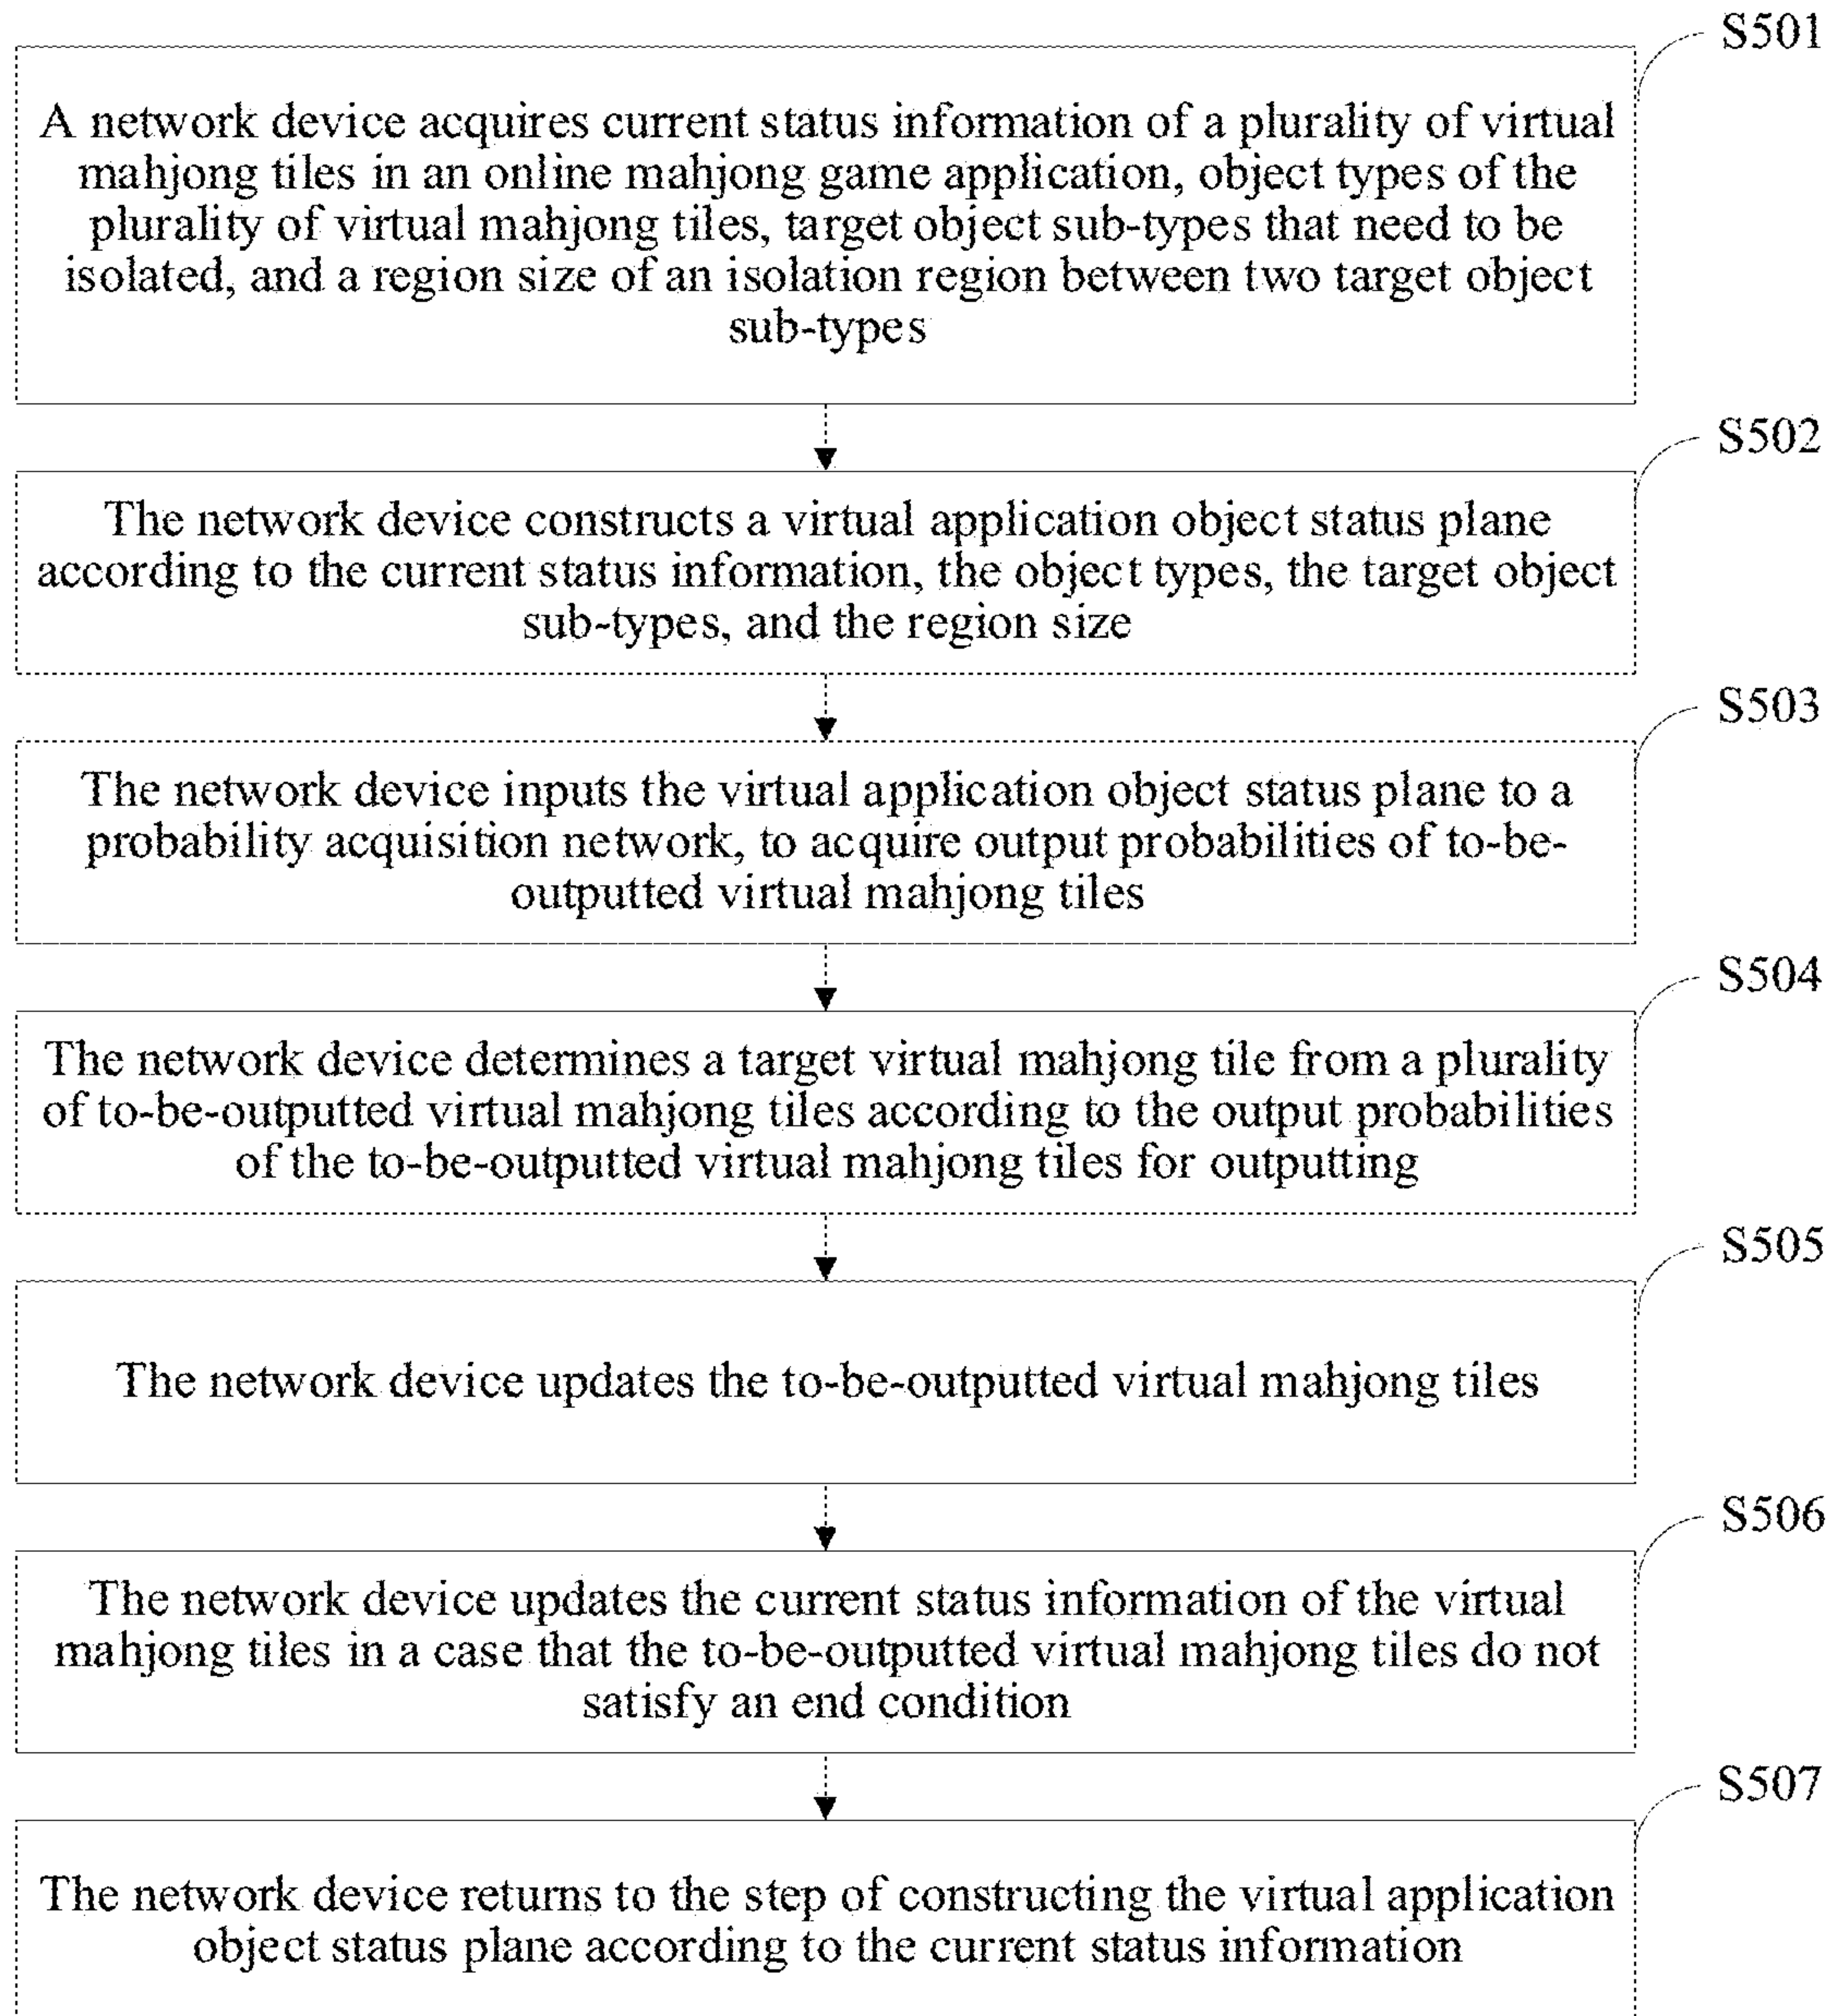 S501
A network device acquires current status information of a plurality of virtual
mahjong tiles in an online mahjong game application, object types of the
plurality of virtual mahjong tiles, target object sub-types that need to be
isolated, and a region size of an isolation region between two target object
sub-types
S502
The network device constructs a virtual application object status plane
according to the current status information, the object types, the target object
sub-types, and the region size
S503
The network device inputs the virtual application object status plane to a
probability acquisition network, to acquire output probabilities of to-be-
outputted virtual mahjong tiles
S504
The network device determines a target virtual mahjong tile from a plurality
of to-be-outputted virtual mahjong tiles according to the output probabilities
of the to-be-outputted virtual mahjong tiles for outputting
S505
The network device updates the to-be-outputted virtual mahjong tiles
S506
The network device updates the current status information of the virtual
mahjong tiles in a case that the to-be-outputted virtual mahjong tiles do not
satisfy an end condition
S507
The network device returns to the step of constructing the virtual application
object status plane according to the current status information